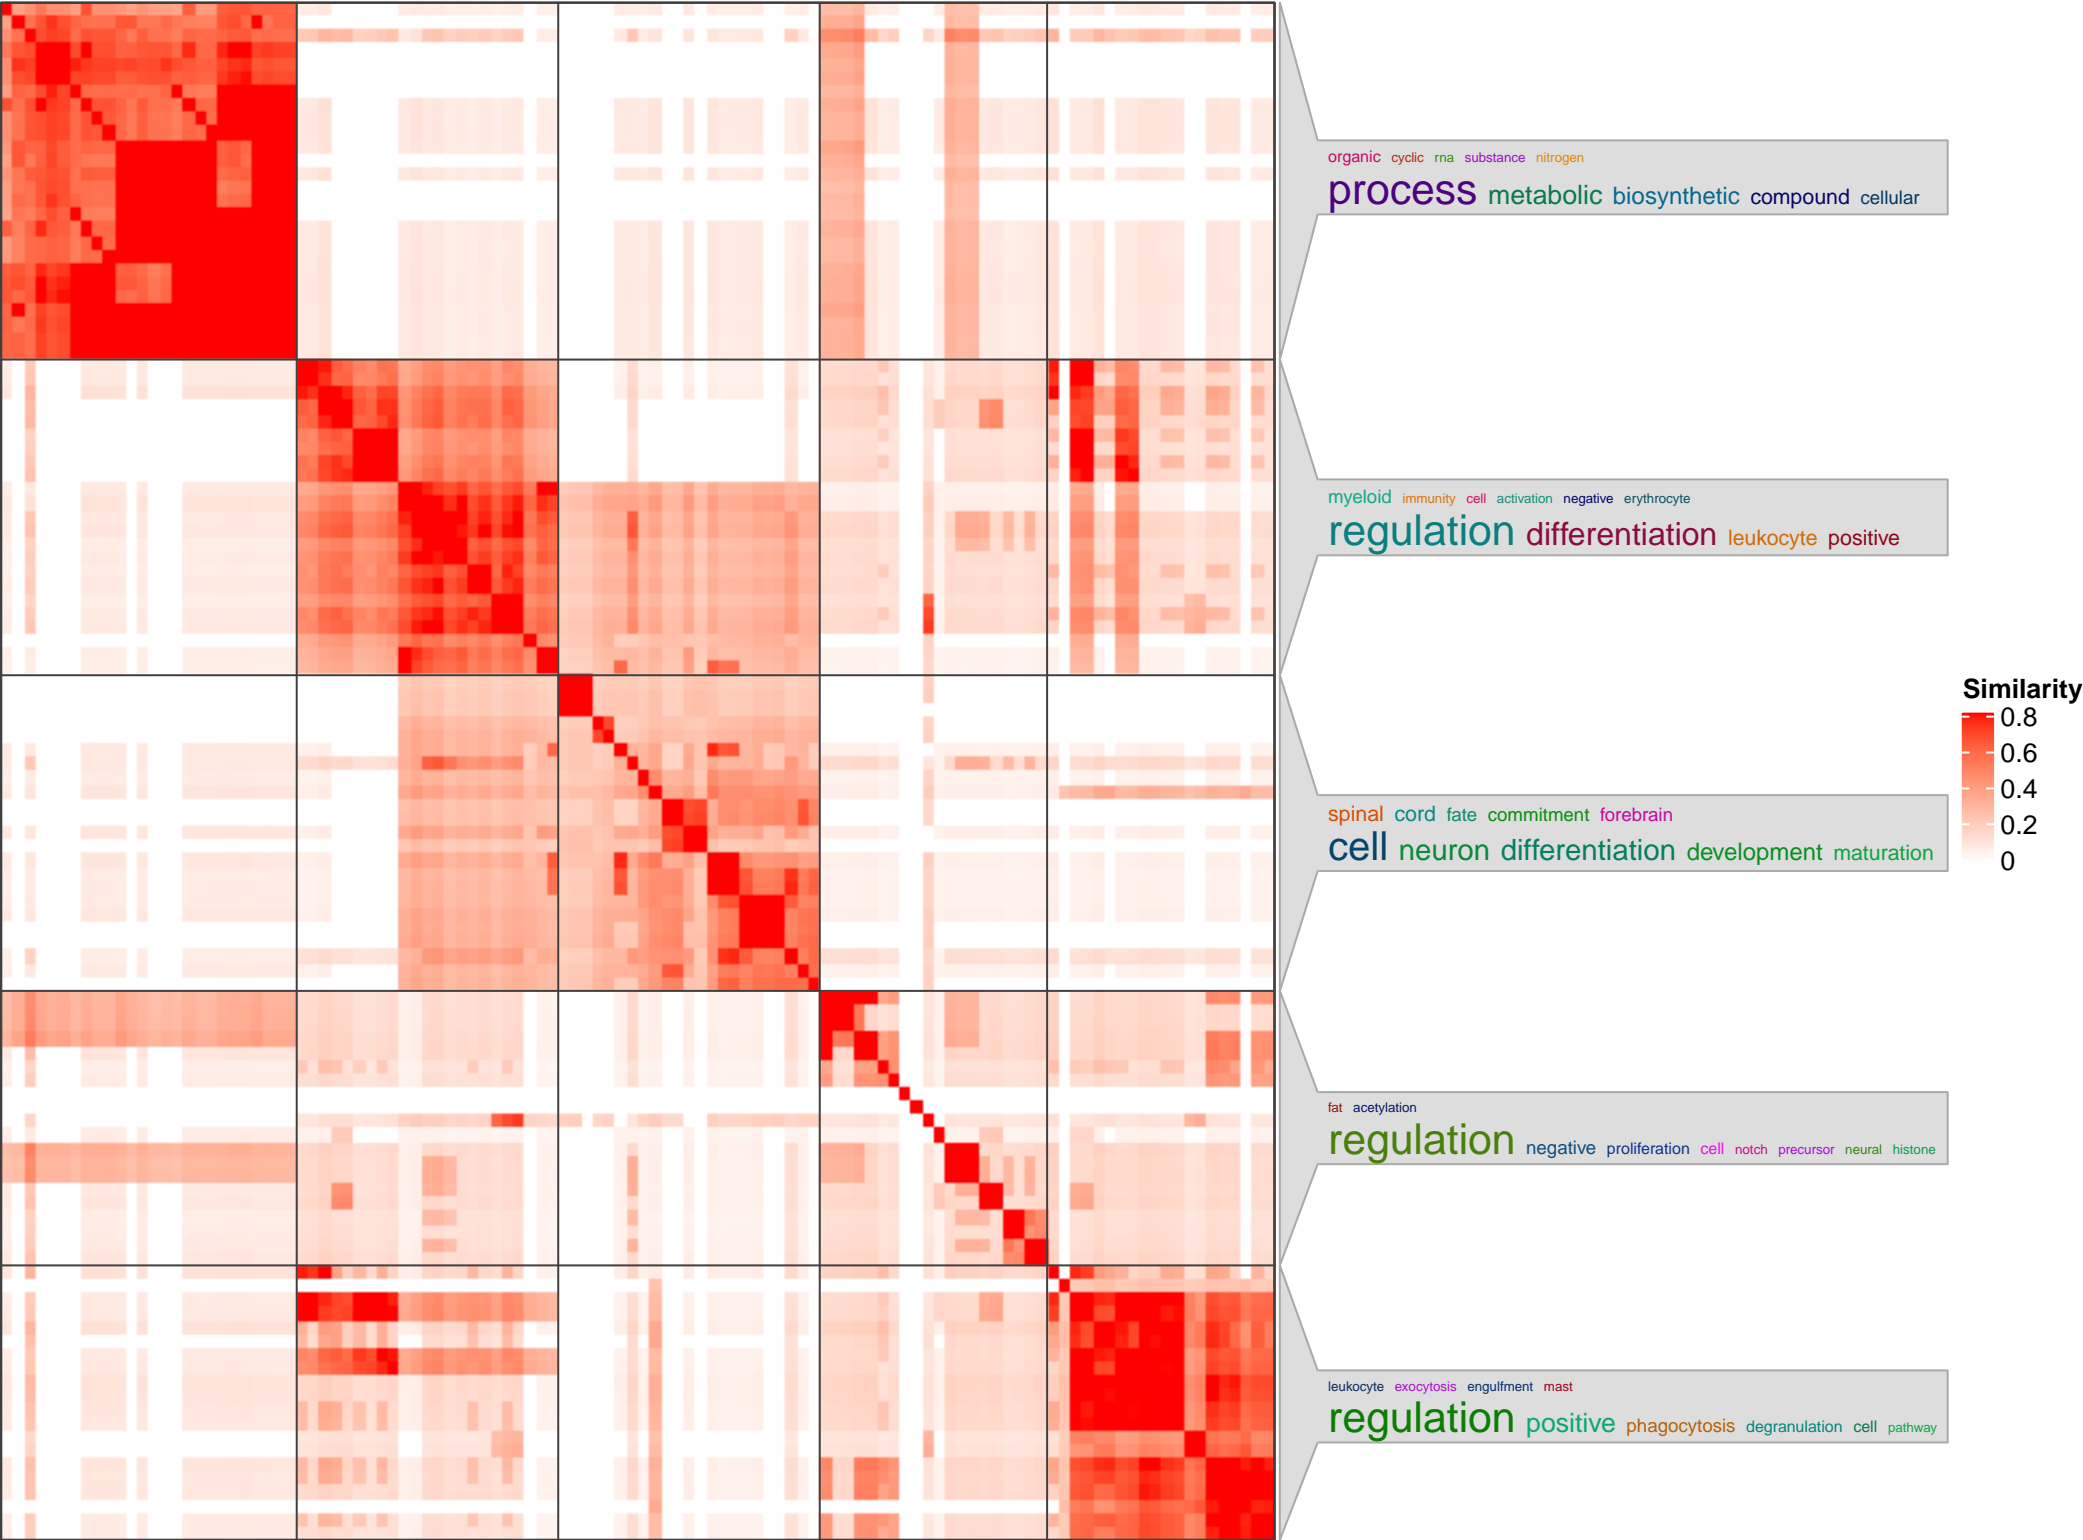 organic cyclic rna substance nitrogen
process metabolic biosynthetic compound cellular
myeloid immunity cell activation negative erythrocyte
regulation differentiation leukocyte positive
Similarity
0.8
0.6
0.4
0.2
0
spinal cord fate commitment forebrain
cell neuron differentiation development maturation
fat acetylation
regulation negative proliferation cell notch precursor neural histone
leukocyte exocytosis engulfment mast
regulation positive phagocytosis degranulation cell pathway